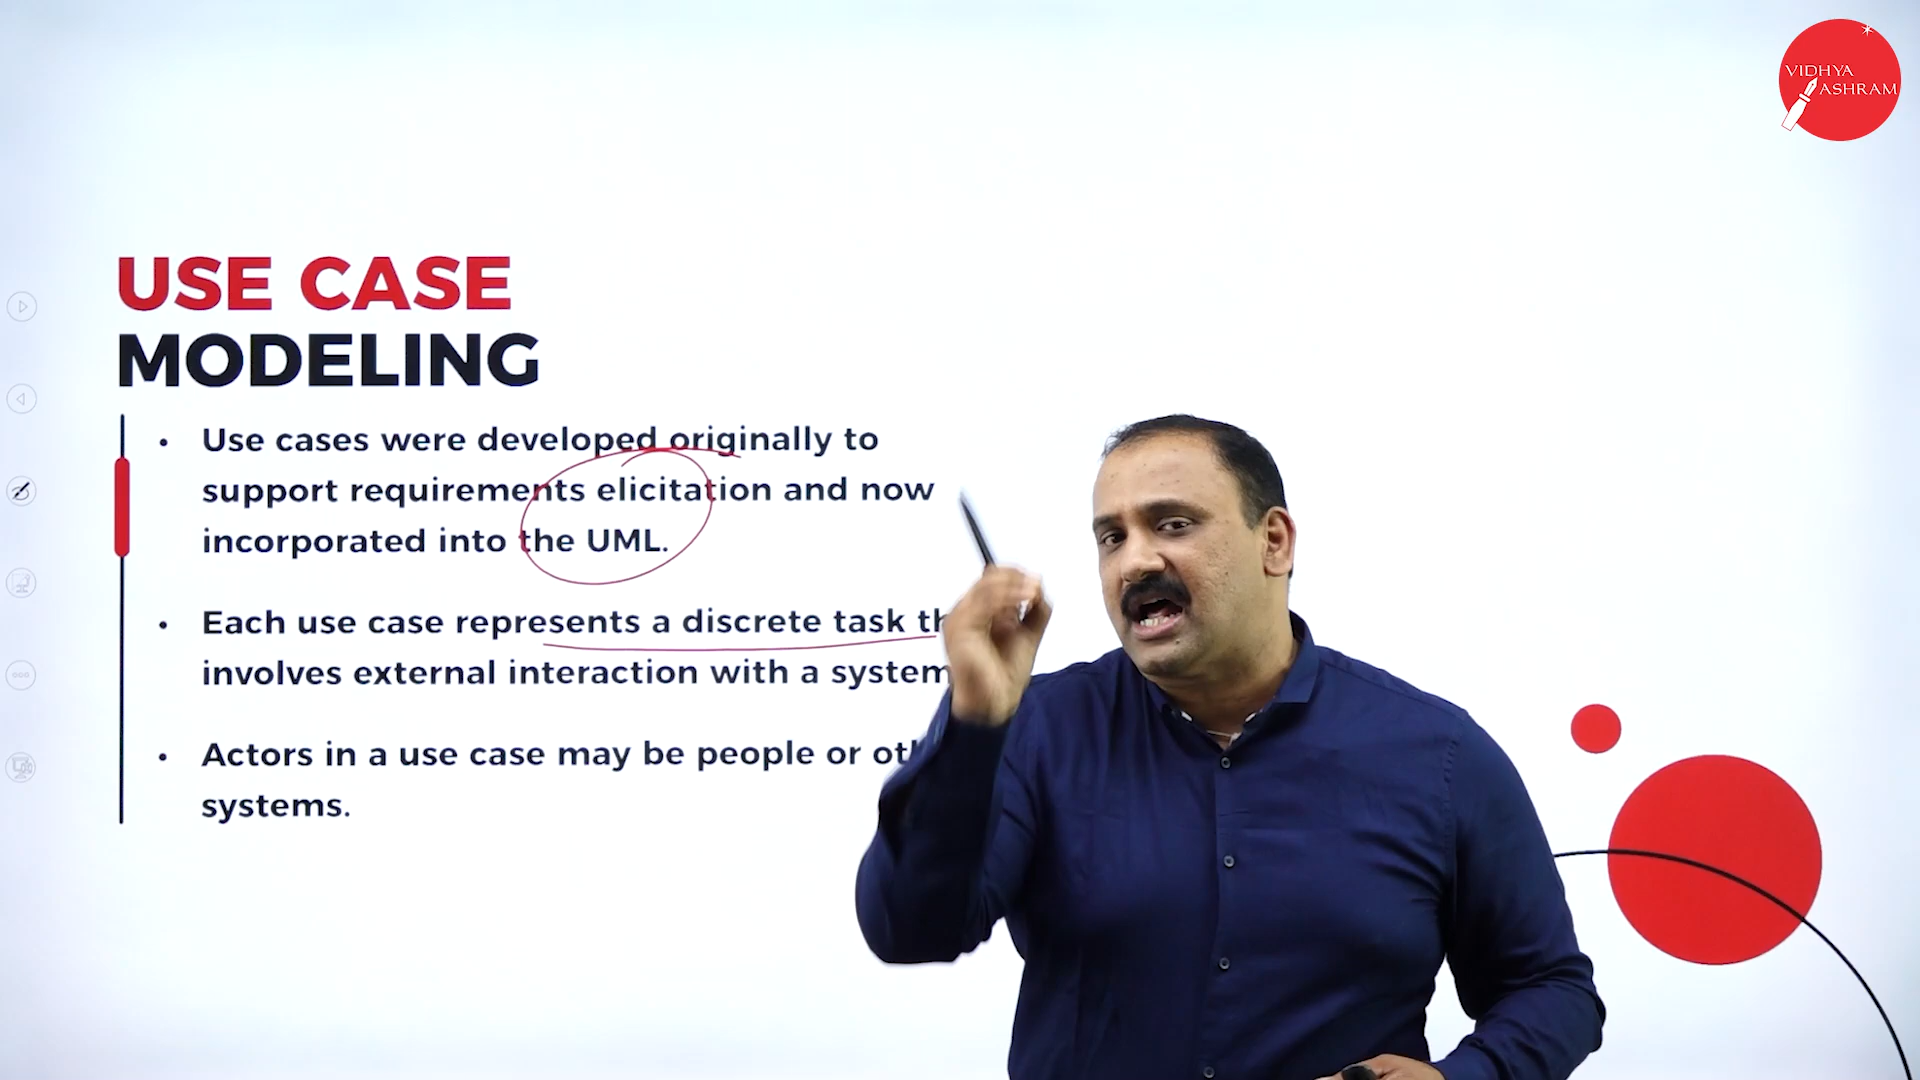 VIDHYA
ASHRAM
USE CASE
MODELING
• Use cases were developed originally to
support requirements elicitation and now
incorporated into the UML.
• Each use case represents a discrete task
involves external interaction with a system
• Actors in a use case may be people or
systems.